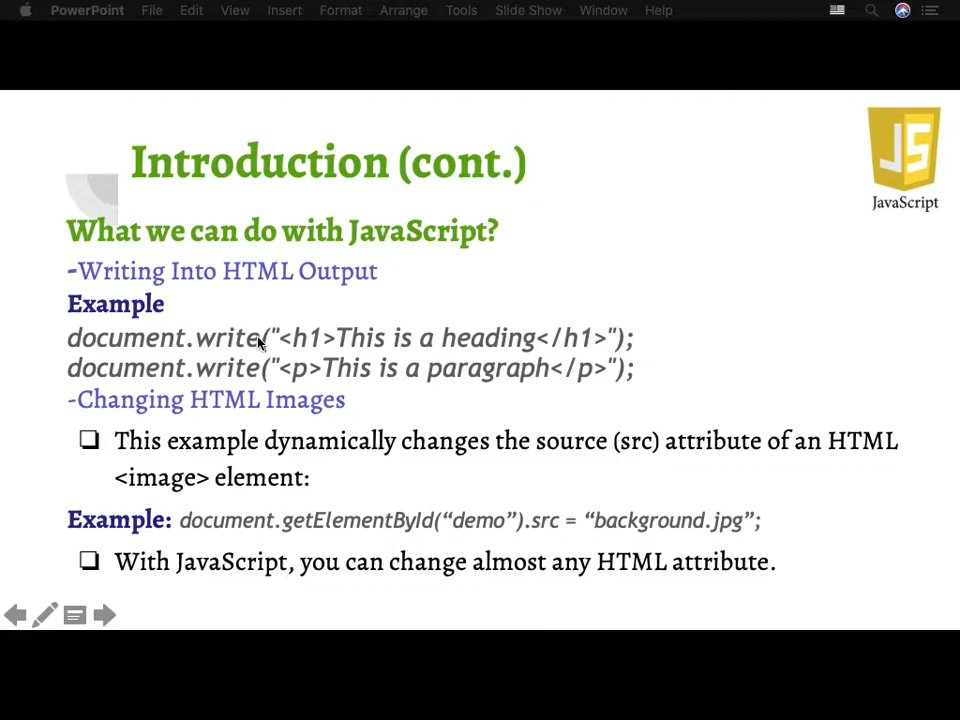 PowerPoint File Edit View Insert Format Arrange Tools Slide Show Window Help
Introduction (cont.)
JS
JavaScript
What we can do with JavaScript?
-Writing Into HTML Output
Example
document.write("<h1>This is a heading</h1>");
document.write("<p>This is a paragraph</p>");
-Changing HTML Images
❑ This example dynamically changes the source (src) attribute of an HTML
<image> element:
Example: document.getElementById(“demo”).src = “background.jpg”;
❑ With JavaScript, you can change almost any HTML attribute.